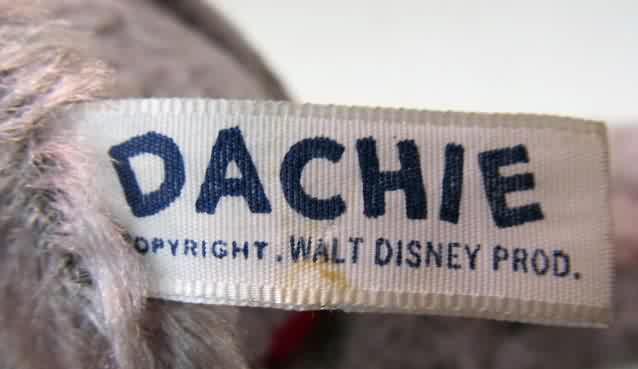 DACHIE
COPYRIGHT. WALT DISNEY PROD.